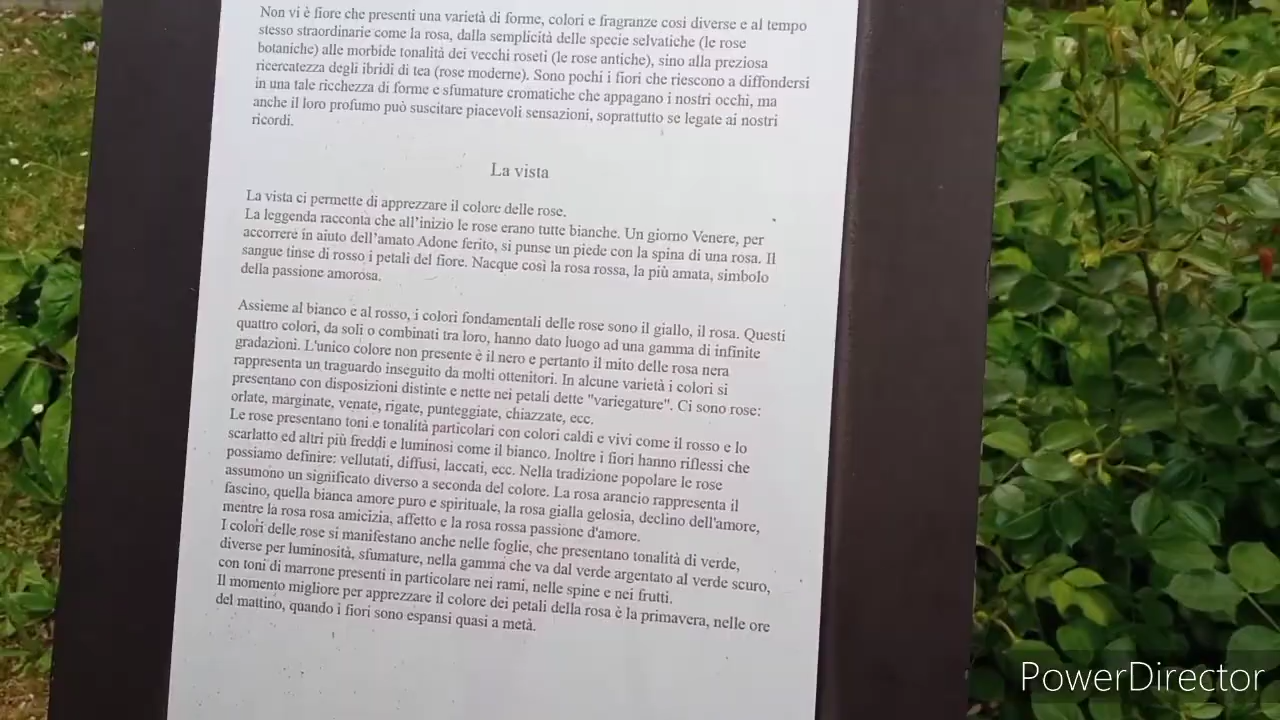 Non vi è fiore che presenti una varietà di forme, colori e fragranze cosi diverse e al tempo
stesso straordinarie come la rosa, dalla semplicità delle specie selvatiche (le rose
botaniche) alle morbide tonalità dei vecchi roseti (le rose antiche), sino alla preziosa
ricercatezza degli ibridi di tea (rose moderne). Sono pochi i fiori che riescono a diffondersi
in una tale ricchezza di forme e sfumature cromatiche che appagano i nostri occhi, ma
anche il loro profumo può suscitare piacevoli sensazioni, soprattutto se legate ai nostri
ricordi.
La vista
La vista ci permette di apprezzare il colore delle rose.
La leggenda racconta che all'inizio le rose erano tutte bianche. Un giorno Venere, per
accorrere in aiuto dell'amato Adone ferito, si punse un piede con la spina di una rosa. Il
sangue tinse di rosso i petali del fiore. Nacque così la rosa rossa, la più amata, simbolo
della passione amorosa.
Assieme al bianco e al rosso, i colori fondamentali delle rose sono il giallo, il rosa. Questi
quattro colori, da soli o combinati tra loro, hanno dato luogo ad una gamma di infinite
gradazioni. L'unico colore non presente è il nero e pertanto il mito della rosa nera
rappresenta un traguardo inseguito da molti ottenitori. In alcune varietà i colori si
presentano con disposizioni distinte e nette nei petali dette "variegature". Ci sono rose:
orlate, marginate, venate, rigate, punteggiate, chiazzate, ecc.
Le rose presentano toni e tonalità particolari con colori caldi e vivi come il rosso e lo
scarlatto ed altri più freddi e luminosi come il bianco. Inoltre i fiori hanno riflessi che
possiamo definire: vellutati, diffusi, laccati, ecc. Nella tradizione popolare le rose
assumono un significato diverso a seconda del colore. La rosa arancio rappresenta il
fascino, quella bianca amore puro e spirituale, la rosa gialla gelosia, declino dell'amore,
mentre la rosa rosa amicizia, affetto e la rosa rossa passione d'amore.
I colori delle rose si manifestano anche nelle foglie, che presentano tonalità di verde,
diverse per luminosità, sfumature, nella gamma che va dal verde argentato al verde scuro,
con toni di marrone presenti in particolare nei rami, nelle spine e nei frutti.
Il momento migliore per apprezzare il colore dei petali della rosa è la primavera, nelle ore
del mattino, quando i fiori sono espansi quasi a metà.
PowerDirector